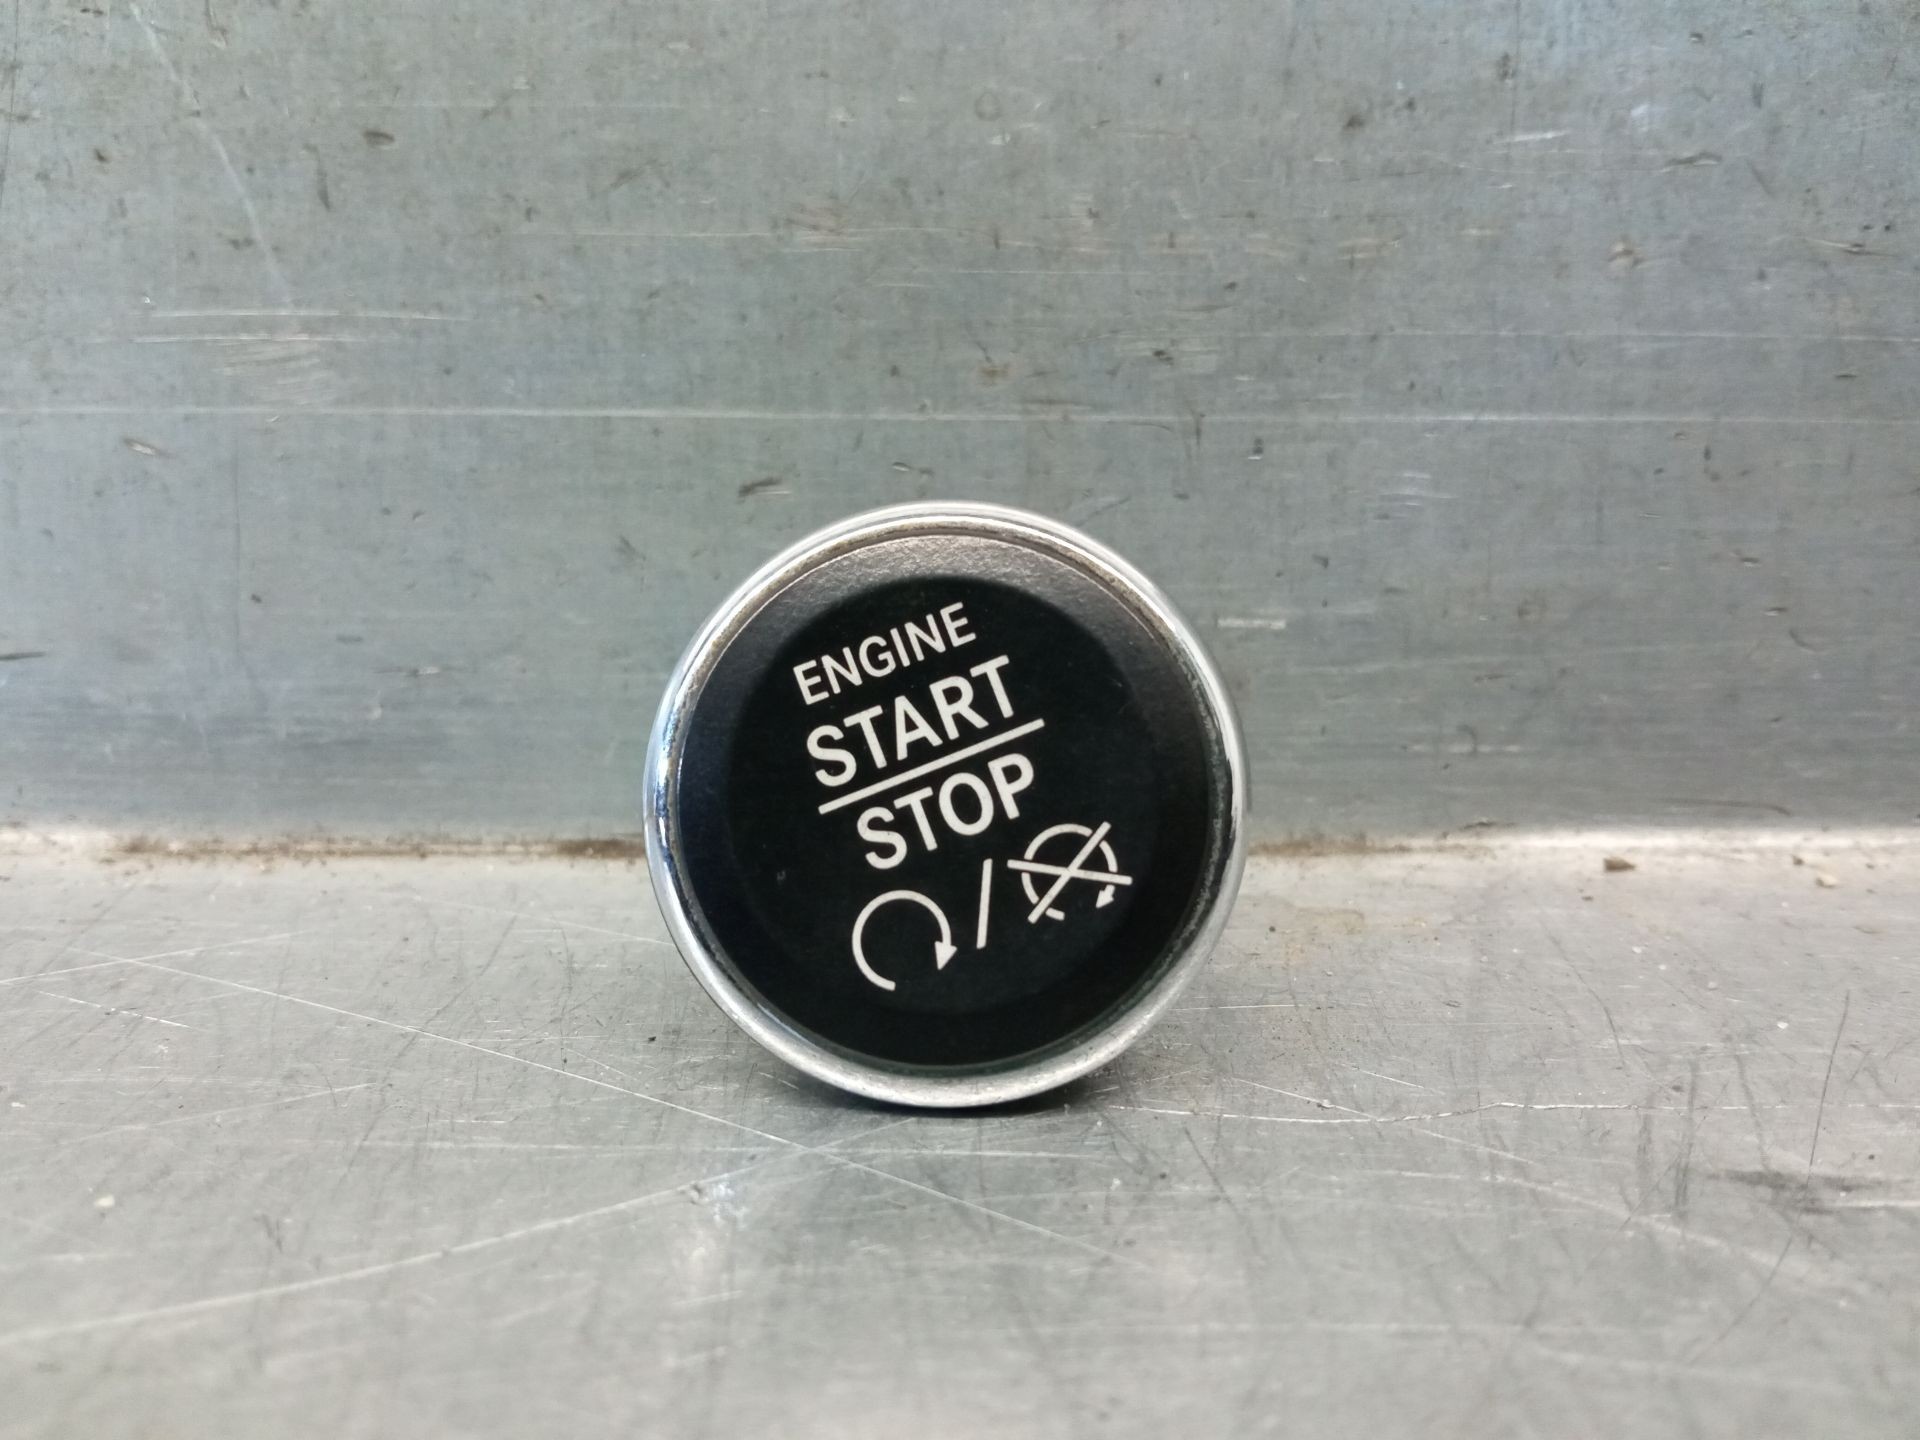 ENGINE
START
STOP
/